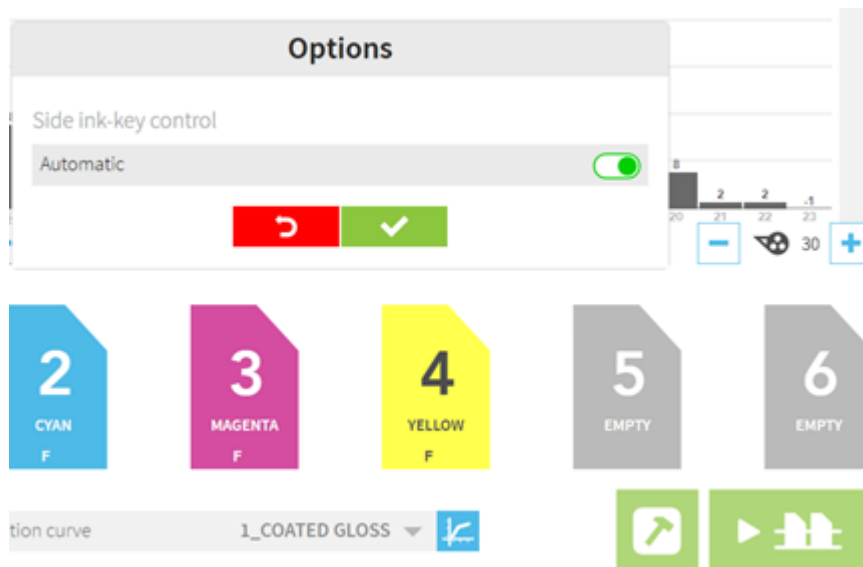 Options
Side ink-key control
Automatic
8
2
2
-1
20
21
22
23
30
2
CYAN
F
3
MAGENTA
F
4
YELLOW
F
5
EMPTY
6
EMPTY
tion curve
1_COATED GLOSS